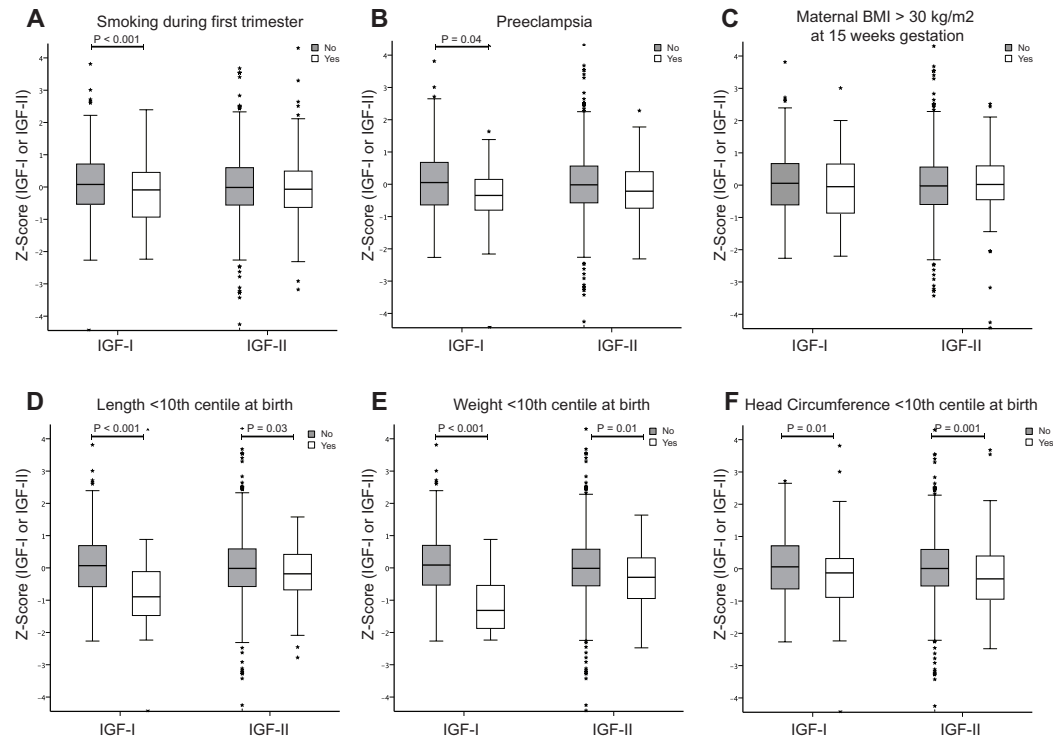 A
Smoking during first trimester
P < 0.001
No
Yes
Z-Score (IGF-I or IGF-II)
4
3
2
1
0
-1
-2
-3
-4
IGF-I
IGF-II
B
Preeclampsia
P = 0.04
No
Yes
Z-Score (IGF-I or IGF-II)
4
3
2
1
0
-1
-2
-3
-4
IGF-I
IGF-II
C
Maternal BMI > 30 kg/m2
at 15 weeks gestation
No
Yes
Z-Score (IGF-I or IGF-II)
4
3
2
1
0
-1
-2
-3
-4
IGF-I
IGF-II
D
Length <10th centile at birth
P < 0.001
P = 0.03
No
Yes
Z-Score (IGF-I or IGF-II)
4
3
2
1
0
-1
-2
-3
-4
IGF-I
IGF-II
E
Weight <10th centile at birth
P < 0.001
P = 0.01
No
Yes
Z-Score (IGF-I or IGF-II)
4
3
2
1
0
-1
-2
-3
-4
IGF-I
IGF-II
F
Head Circumference <10th centile at birth
P = 0.01
P = 0.001
No
Yes
Z-Score (IGF-I or IGF-II)
4
3
2
1
0
-1
-2
-3
-4
IGF-I
IGF-II